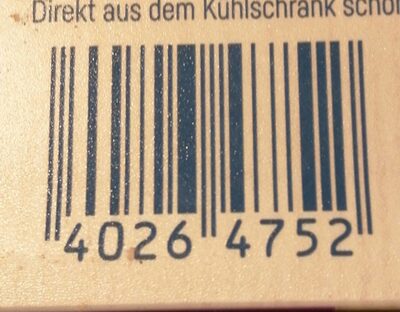 Direkt aus dem Kühlschrank
4026 4752